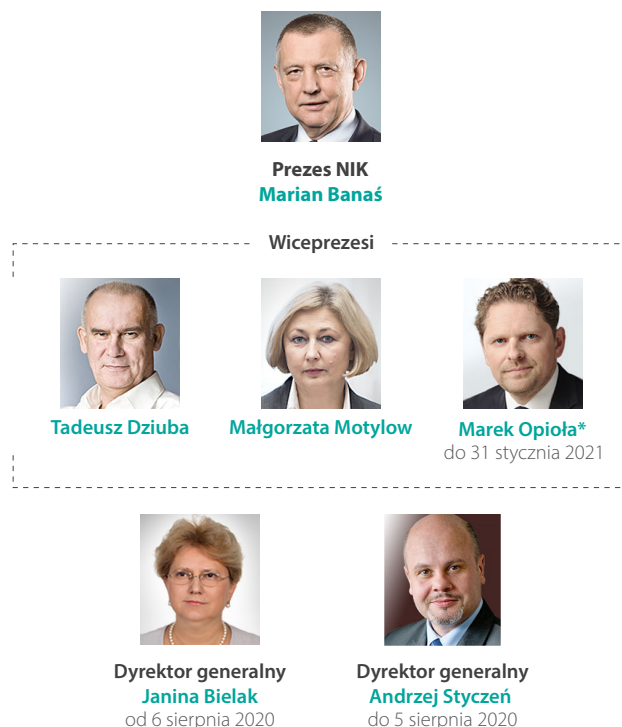 Prezes NIK
Marian Banaś
Wiceprezesi
Tadeusz Dziuba
Małgorzata Motylow
Marek Opioła*
do 31 stycznia 2021
Dyrektor generalny
Janina Bielak
od 6 sierpnia 2020
Dyrektor generalny
Andrzej Styczeń
do 5 sierpnia 2020